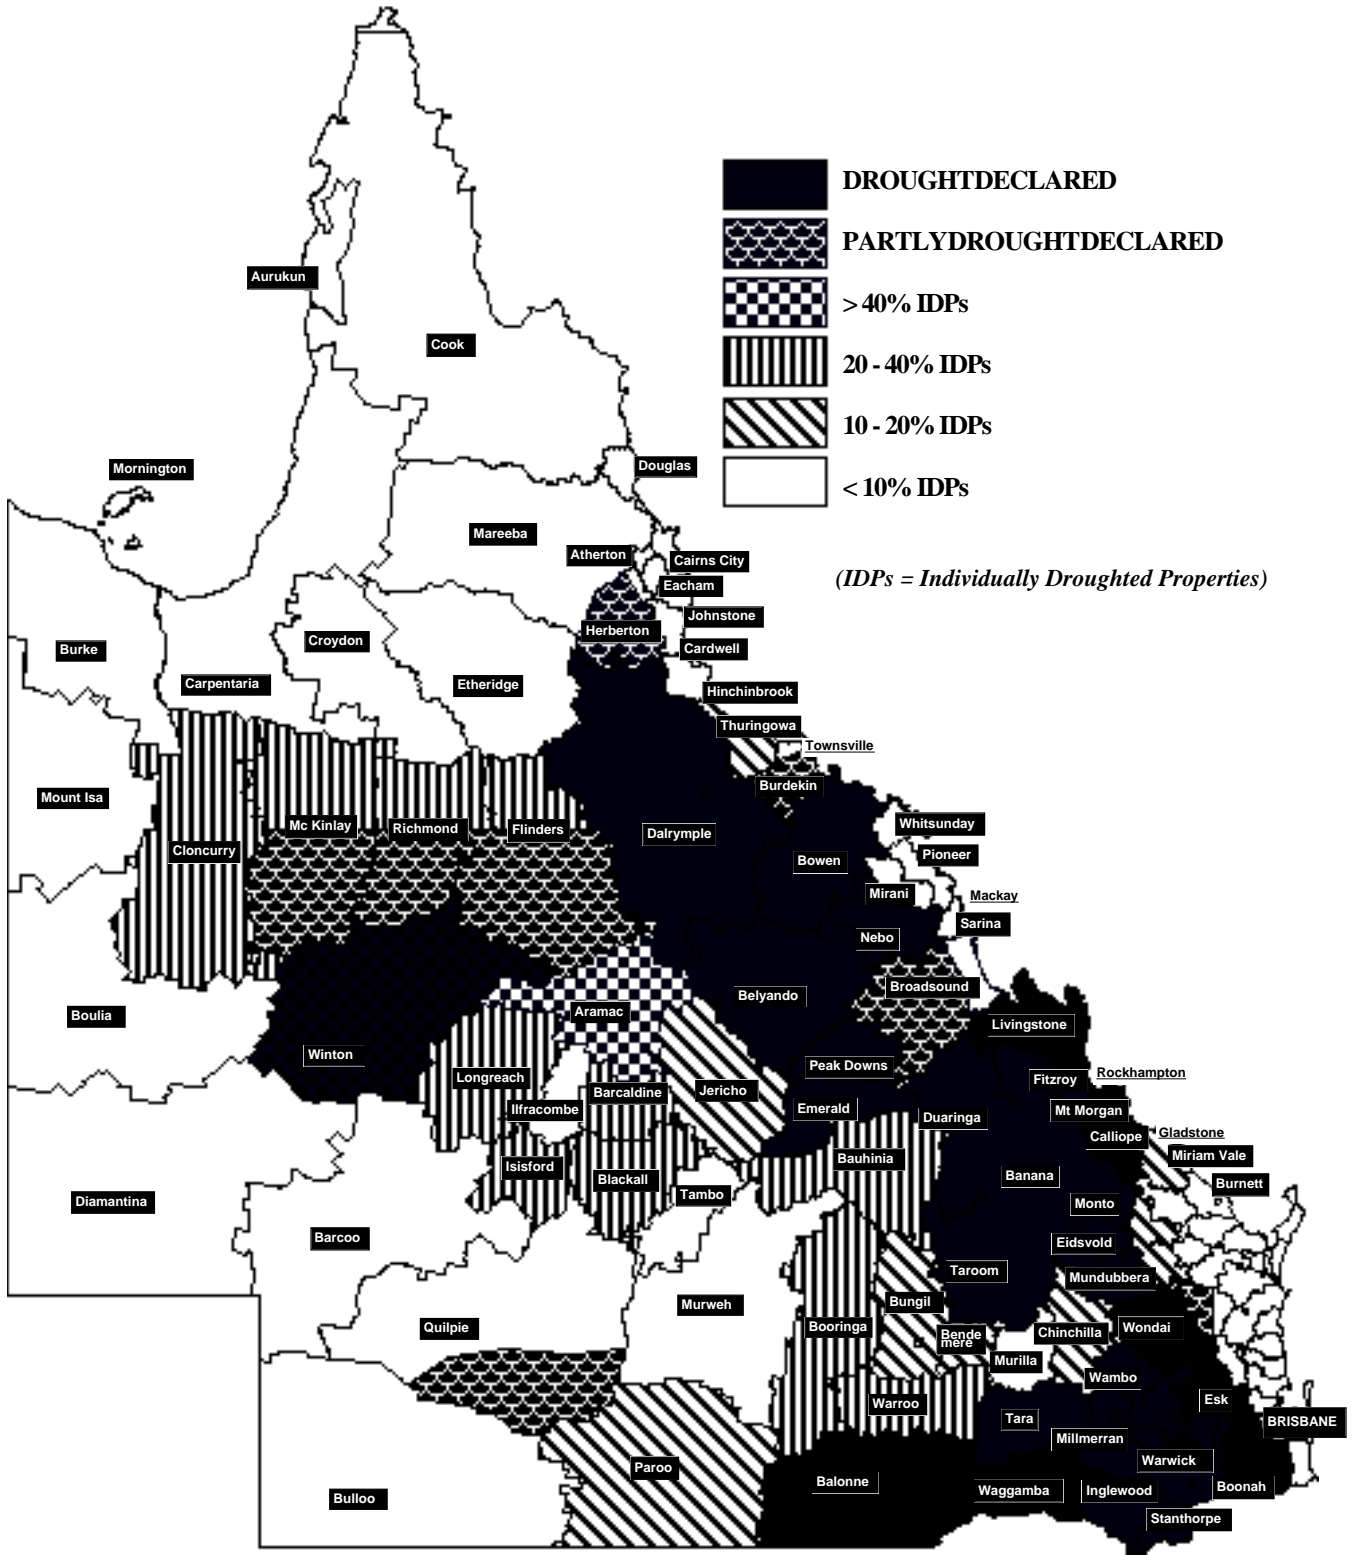 DROUGHTDECLARED
PARTLYDROUGHTDECLARED
> 40% IDPs
20 - 40% IDPs
10 - 20% IDPs
< 10% IDPs
(IDPs = Individually Droughted Properties)
Aurukun
Cook
Mornington
Douglas
Mareeba
Atherton
Cairns City
Eacham
Johnstone
Herberton
Cardwell
Burke
Croydon
Carpentaria
Etheridge
Hinchinbrook
Thuringowa
Townsville
Burdekin
Mount Isa
Mc Kinlay
Richmond
Flinders
Cloncurry
Dalrymple
Whitsunday
Bowen
Pioneer
Mirani
Mackay
Sarina
Nebo
Boulia
Winton
Aramac
Belyando
Broadsound
Livingstone
Longreach
Ilfracombe
Barcaldine
Jericho
Peak Downs
Emerald
Fitzroy
Rockhampton
Duaringa
Mt Morgan
Calliope
Gladstone
Miriam Vale
Burnett
Isisford
Blackall
Tambo
Bauhinia
Banana
Monto
Diamantina
Barcoo
Eidsvold
Taroom
Mundubbera
Quilpie
Murweh
Booringa
Bungil
Bende
mere
Murilla
Chinchilla
Wondai
Wambo
Warroo
Tara
Esk
BRISBANE
Millmerran
Warwick
Bulloo
Paroo
Balonne
Waggamba
Inglewood
Boonah
Stanthorpe